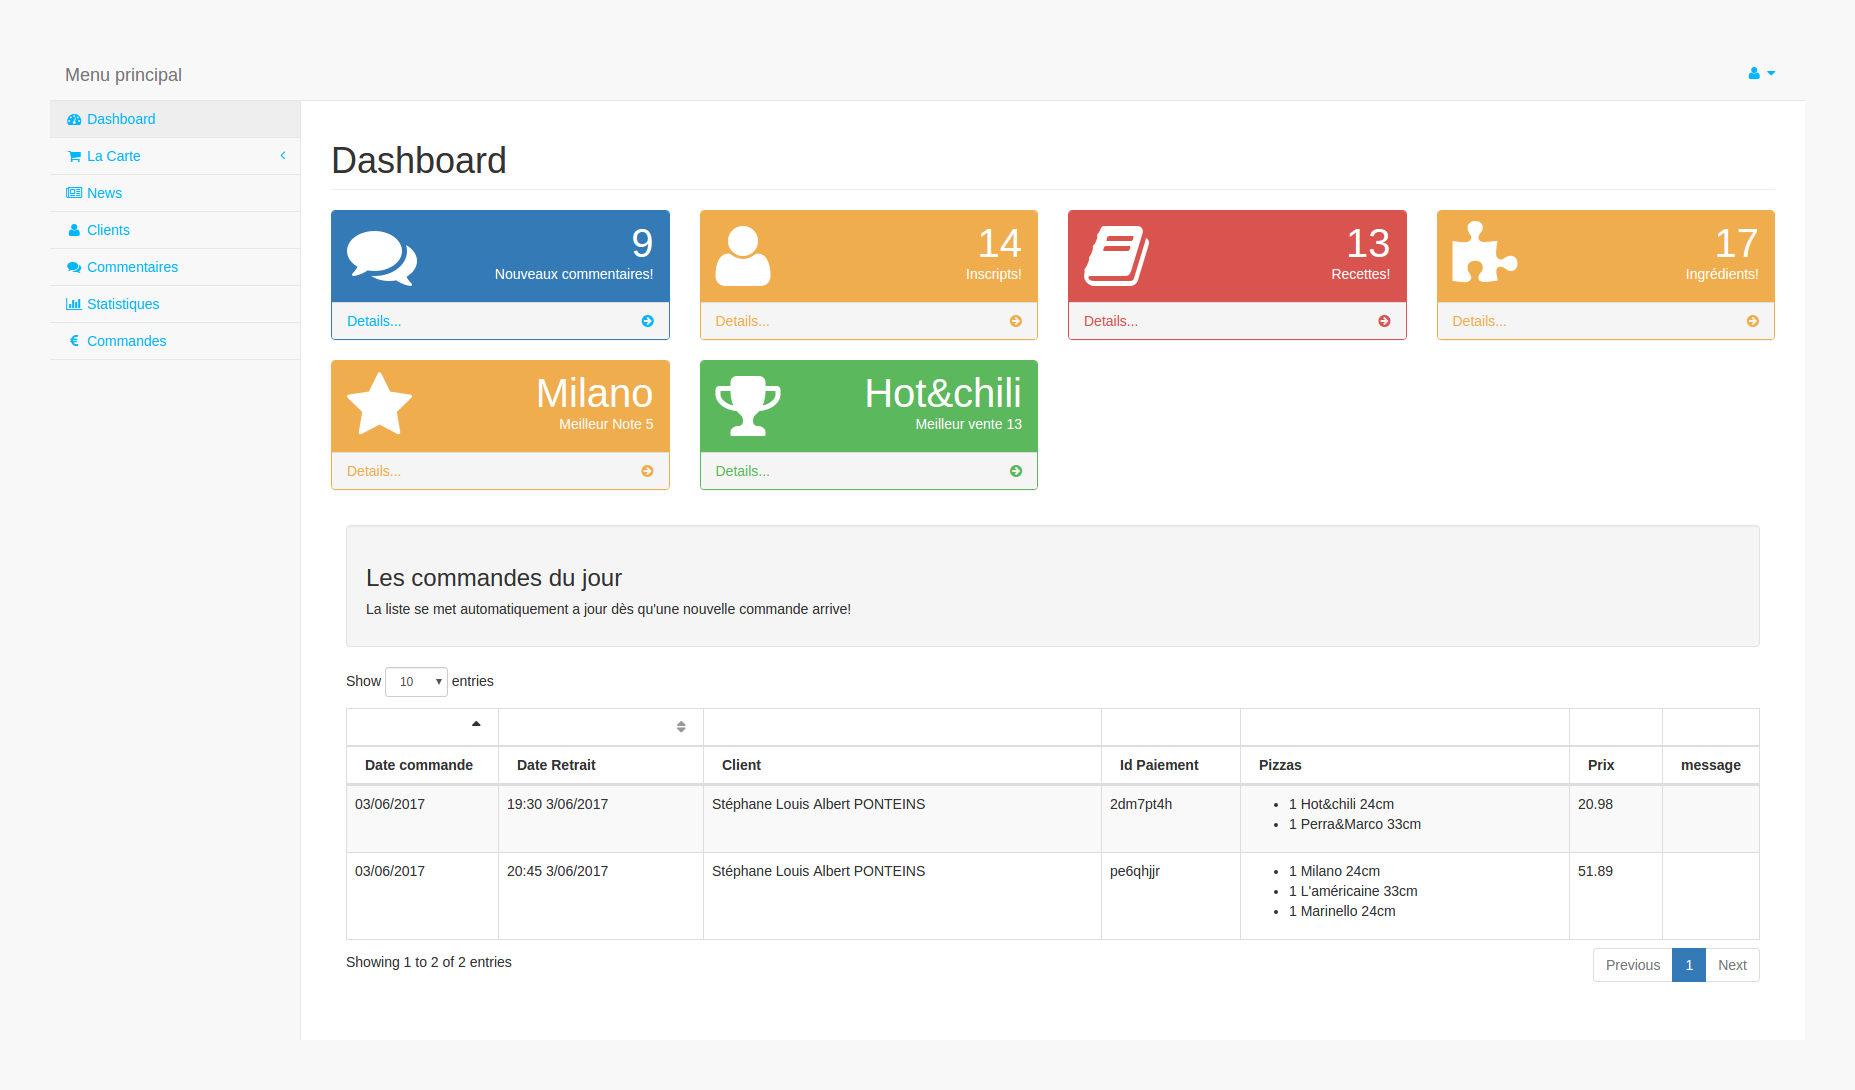 Menu principal
Dashboard
La Carte
News
Clients
Commentaires
Statistiques
Commandes
Dashboard
9
Nouveaux commentaires!
Details...
14
Inscripts!
Details...
13
Recettes!
Details...
17
Ingrédients!
Details...
Milano
Meilleur Note 5
Details...
Hot&chili
Meilleur vente 13
Details...
Les commandes du jour
La liste se met automatiquement a jour dès qu'une nouvelle commande arrive!
Show 10 entries
Date commande Date Retrait Client Id Paiement Pizzas Prix message
03/06/2017 19:30 3/06/2017 Stéphane Louis Albert PONTEINS 2dm7pt4h 1 Hot&chili 24cm 20.98
1 Perra&Marco 33cm
03/06/2017 20:45 3/06/2017 Stéphane Louis Albert PONTEINS pe6qhjjr 1 Milano 24cm 51.89
1 L'américaine 33cm
1 Marinello 24cm
Showing 1 to 2 of 2 entries
Previous 1 Next